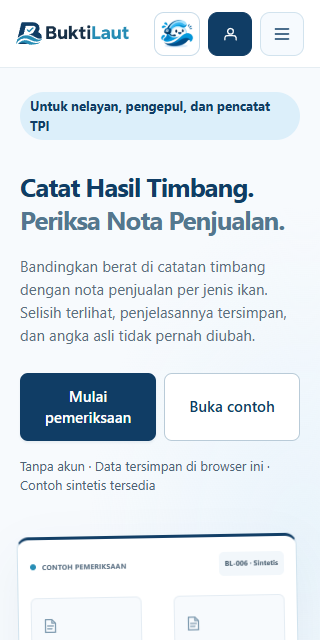 BuktiLaut
Untuk nelayan, pengepul, dan pencatat
TPI
Catat Hasil Timbang.
Periksa Nota Penjualan.
Bandingkan berat di catatan timbang
dengan nota penjualan per jenis ikan.
Selisih terlihat, penjelasannya tersimpan,
dan angka asli tidak pernah diubah.
Mulai
pemeriksaan
Buka contoh
Tanpa akun · Data tersimpan di browser ini ·
Contoh sintetis tersedia
CONTOH PEMERIKSAAN
BL-006 · Sintetis